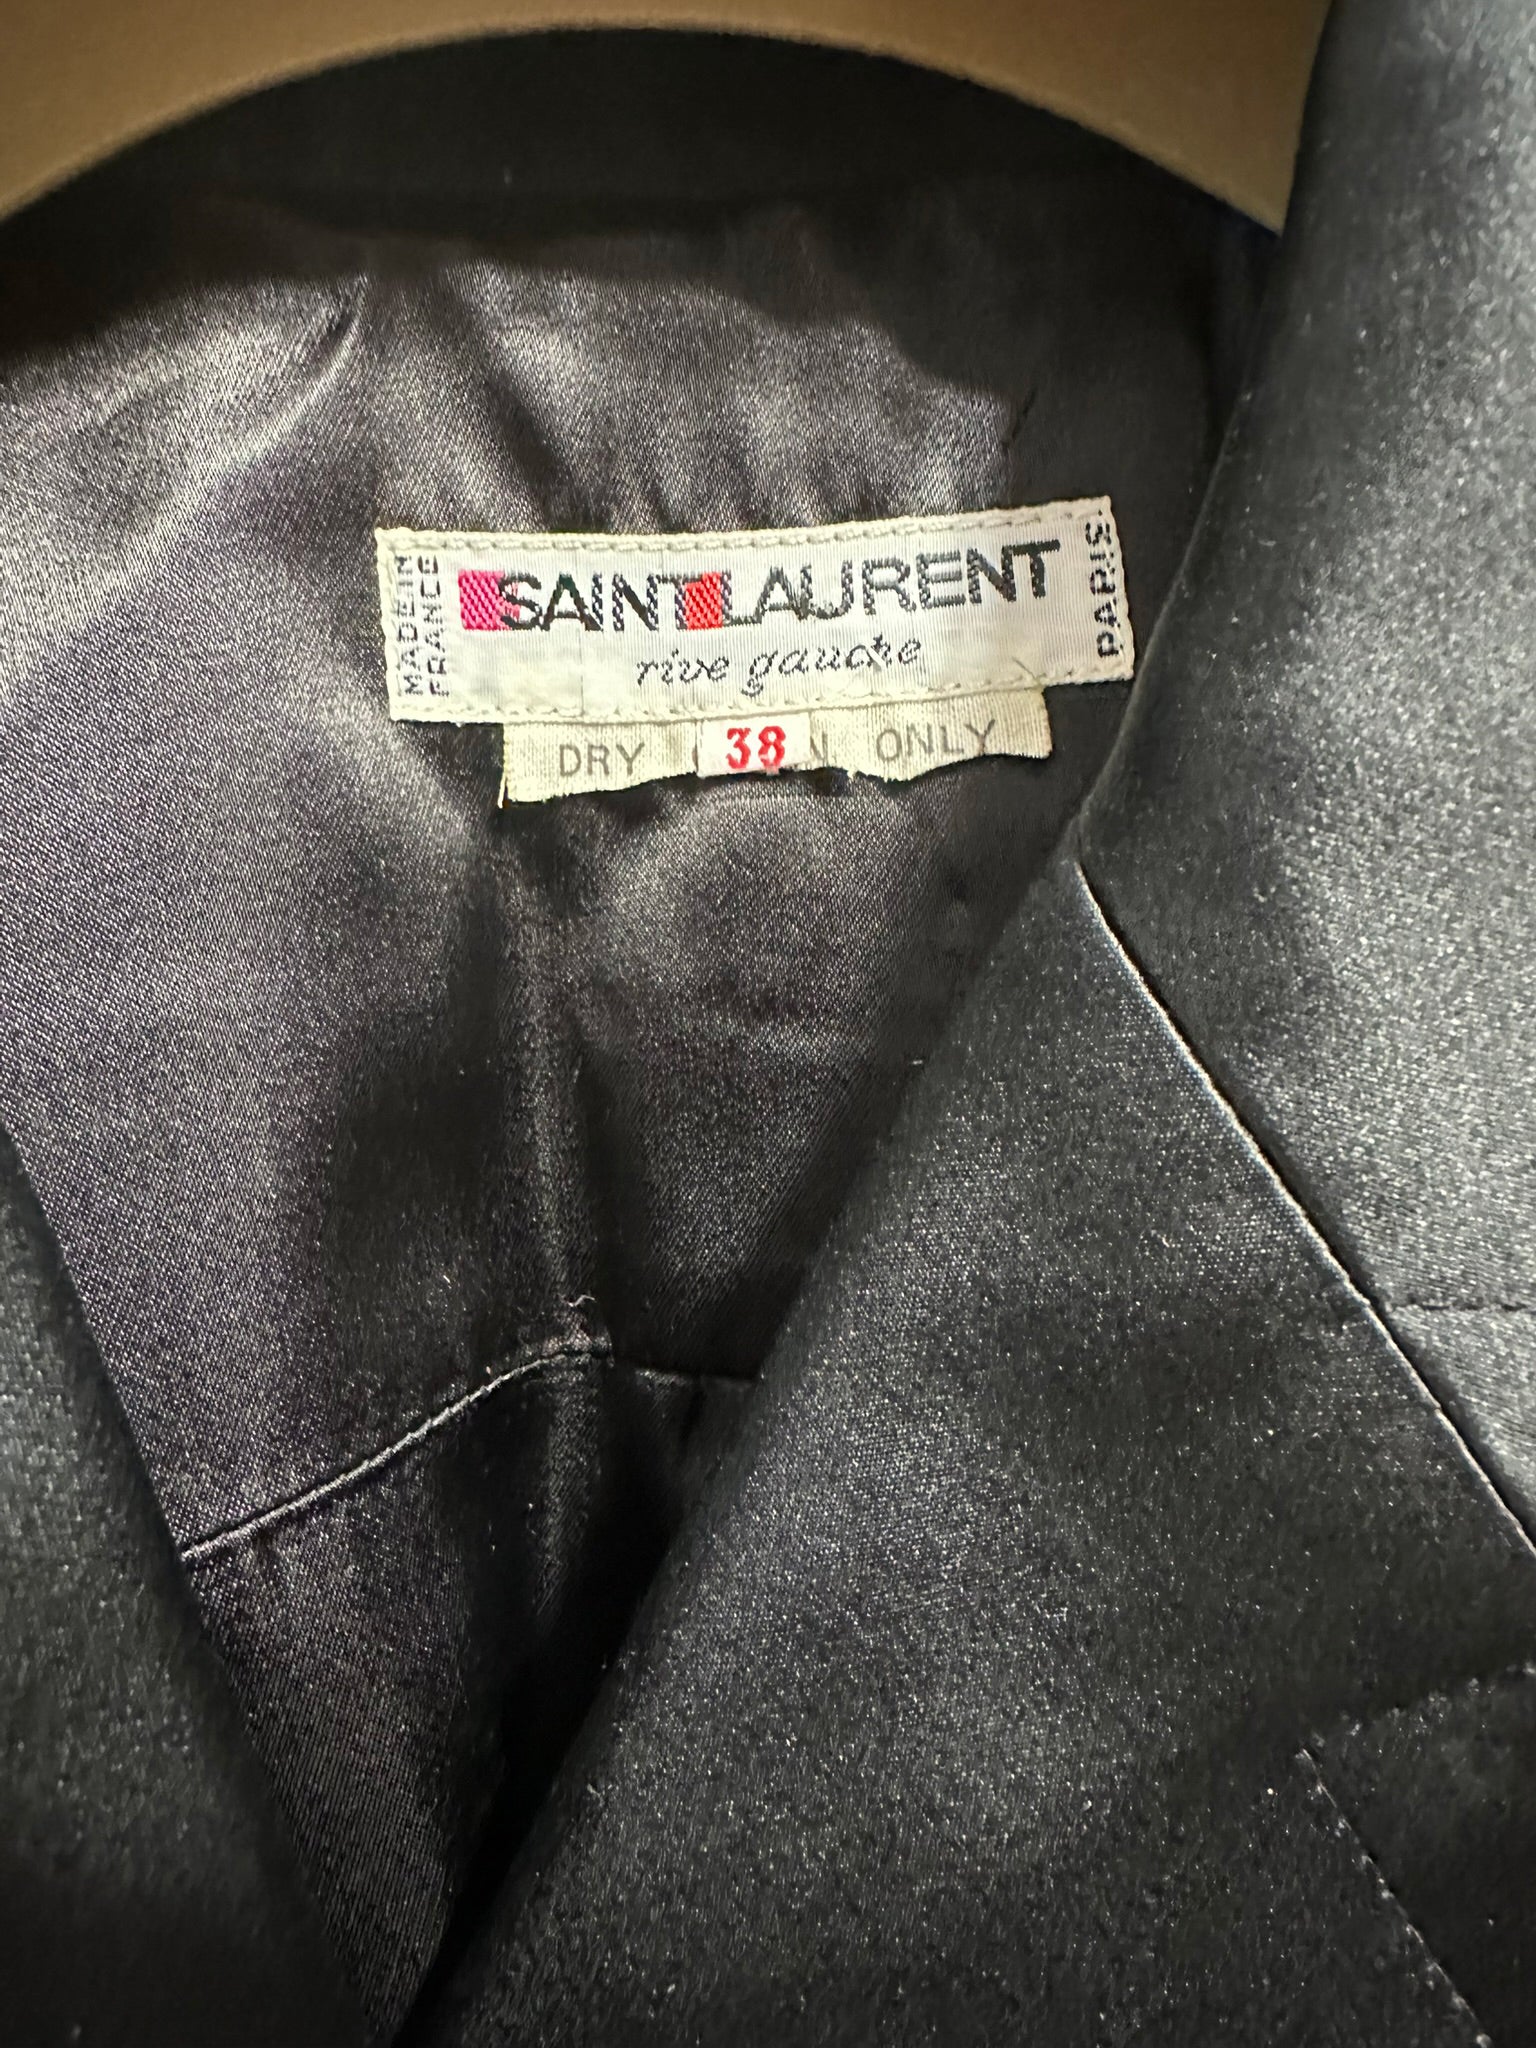 MADE IN
FRANCE
SAINT LAURENT
rive gauche
PARIS
DRY ONLY
38